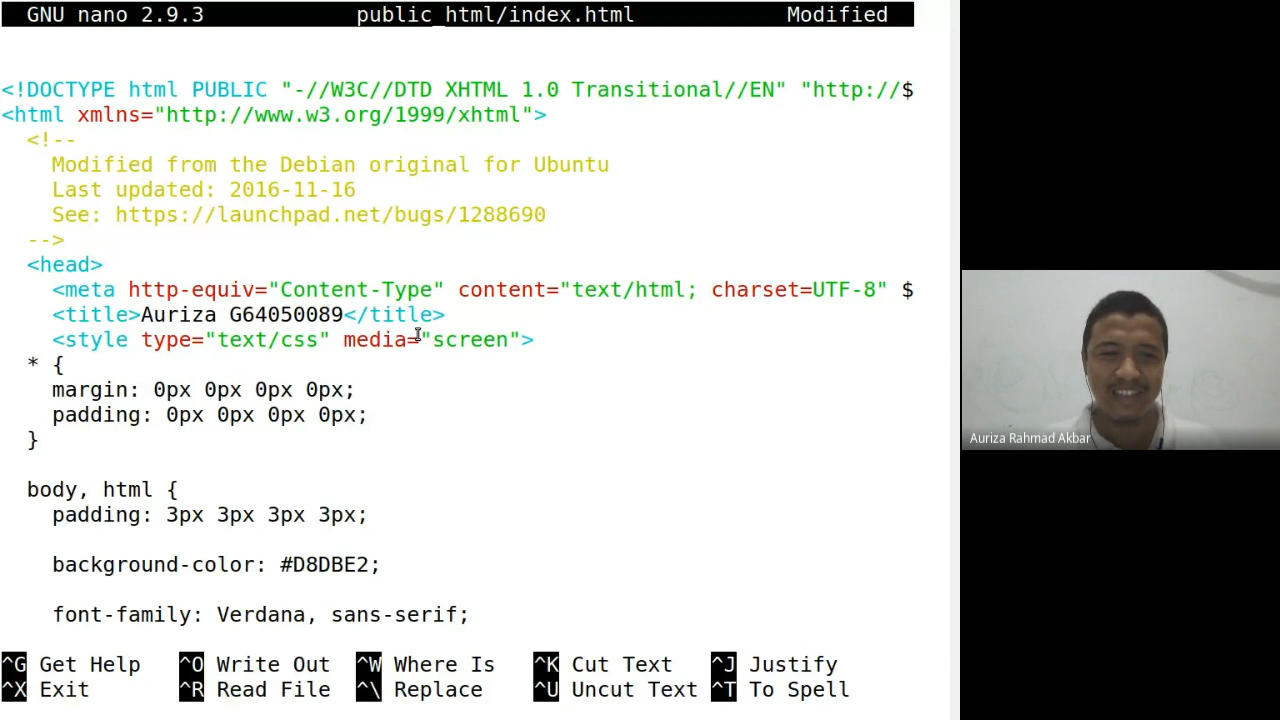 GNU nano 2.9.3 public_html/index.html Modified
<!DOCTYPE html PUBLIC "-//W3C//DTD XHTML 1.0 Transitional//EN" "http://$
<html xmlns="http://www.w3.org/1999/xhtml">
  <!--
    Modified from the Debian original for Ubuntu
    Last updated: 2016-11-16
    See: https://launchpad.net/bugs/1288690
  -->
  <head>
    <meta http-equiv="Content-Type" content="text/html; charset=UTF-8" $
    <title>Auriza G64050089</title>
    <style type="text/css" media="screen">
  * {
    margin: 0px 0px 0px 0px;
    padding: 0px 0px 0px 0px;
  }
  body, html {
    padding: 3px 3px 3px 3px;
    background-color: #D8DBE2;
    font-family: Verdana, sans-serif;
^G Get Help ^O Write Out ^W Where Is ^K Cut Text ^J Justify
^X Exit ^R Read File ^\ Replace ^U Uncut Text ^T To Spell
Auriza Rahmad Akbar